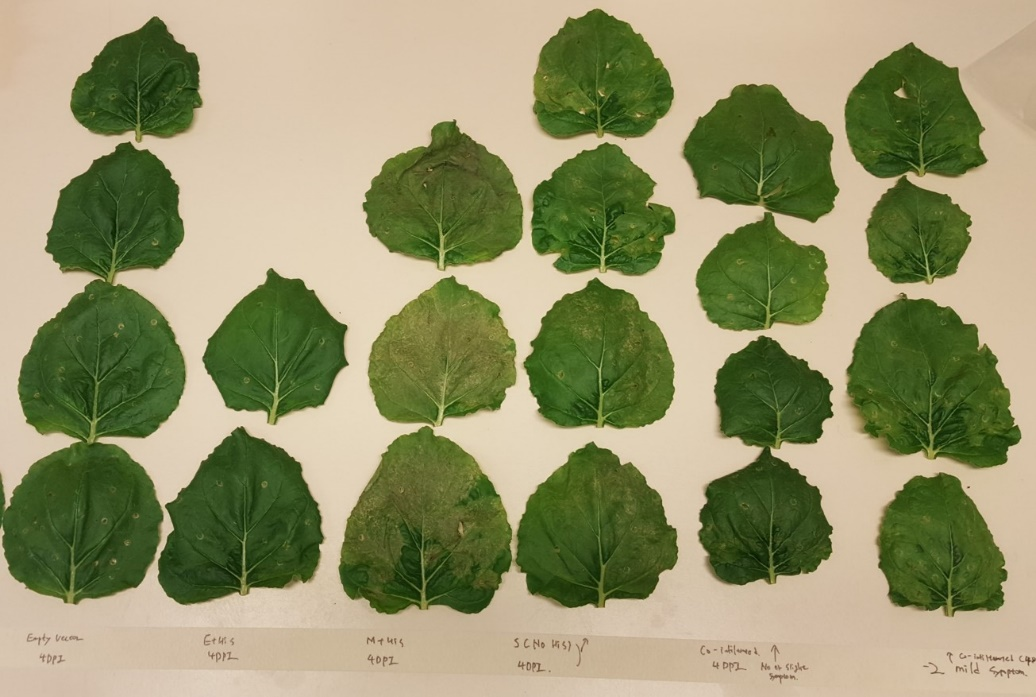 Empty Vector
4DPI
E+His
4DPI
M+His
4DPI
S(No His)
4DPI.
Co-infiltrated
4DPI No or slight
symptom.
Co-infiltrated
-2 mild symptom